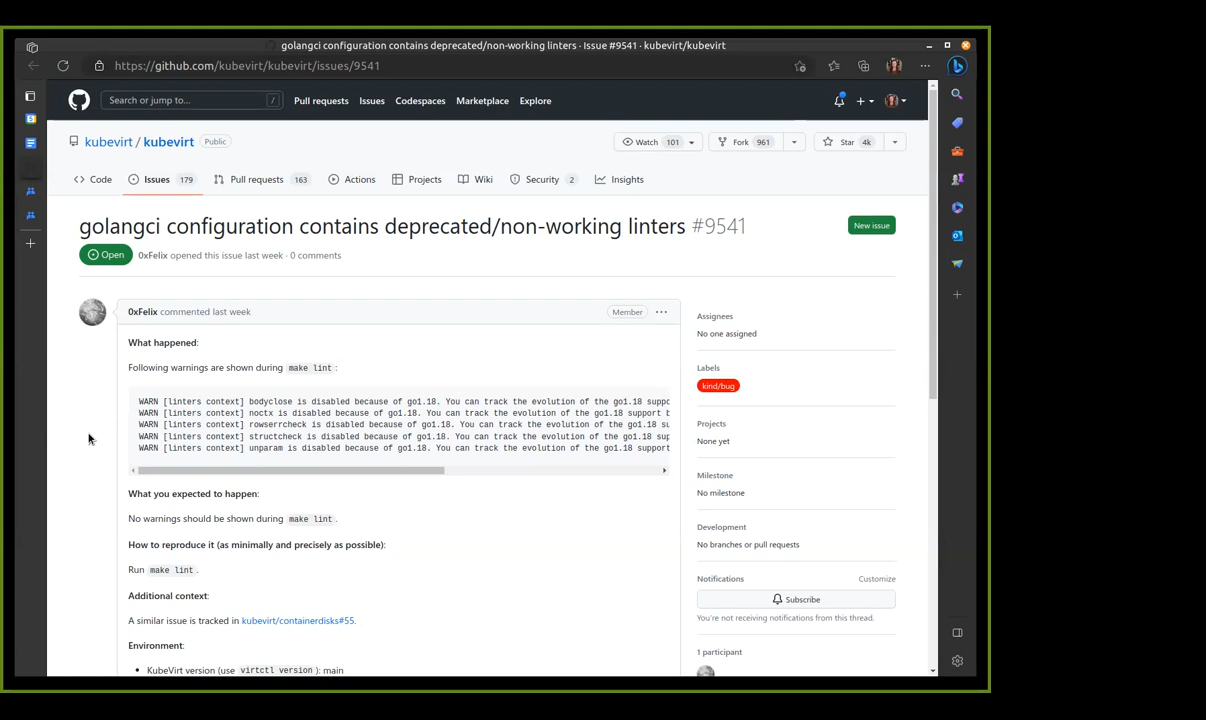 golangci configuration contains deprecated/non-working linters · Issue #9541 · kubevirt/kubevirt
https://github.com/kubevirt/kubevirt/issues/9541
Search or jump to... /
Pull requests Issues Codespaces Marketplace Explore
kubevirt / kubevirt Public
Watch 101 Fork 961 Star 4k
Code Issues 179 Pull requests 163 Actions Projects Wiki Security 2 Insights
golangci configuration contains deprecated/non-working linters #9541
New issue
Open 0xFelix opened this issue last week · 0 comments
0xFelix commented last week Member ···
What happened:
Following warnings are shown during make lint :
WARN [linters context] bodyclose is disabled because of go1.18. You can track the evolution of the go1.18 suppo
WARN [linters context] noctx is disabled because of go1.18. You can track the evolution of the go1.18 support b
WARN [linters context] rowserrcheck is disabled because of go1.18. You can track the evolution of the go1.18 su
WARN [linters context] structcheck is disabled because of go1.18. You can track the evolution of the go1.18 sup
WARN [linters context] unparam is disabled because of go1.18. You can track the evolution of the go1.18 support
What you expected to happen:
No warnings should be shown during make lint.
How to reproduce it (as minimally and precisely as possible):
Run make lint.
Additional context:
A similar issue is tracked in kubevirt/containerdisks#55.
Environment:
• KubeVirt version (use virtctl version): main
Assignees
No one assigned
Labels
kind/bug
Projects
None yet
Milestone
No milestone
Development
No branches or pull requests
Notifications Customize
Subscribe
You're not receiving notifications from this thread.
1 participant